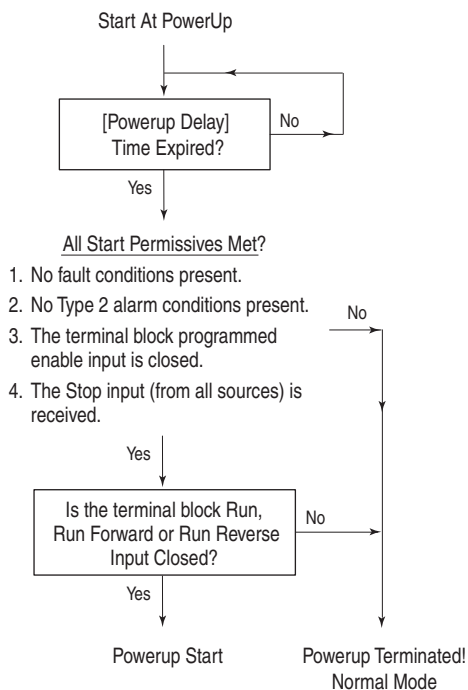 Start At PowerUp
[Powerup Delay]
Time Expired?
No
Yes
All Start Permissives Met?
1. No fault conditions present.
2. No Type 2 alarm conditions present.
3. The terminal block programmed
enable input is closed.
4. The Stop input (from all sources) is
received.
No
Yes
Is the terminal block Run,
Run Forward or Run Reverse
Input Closed?
No
Yes
Powerup Start
Powerup Terminated!
Normal Mode